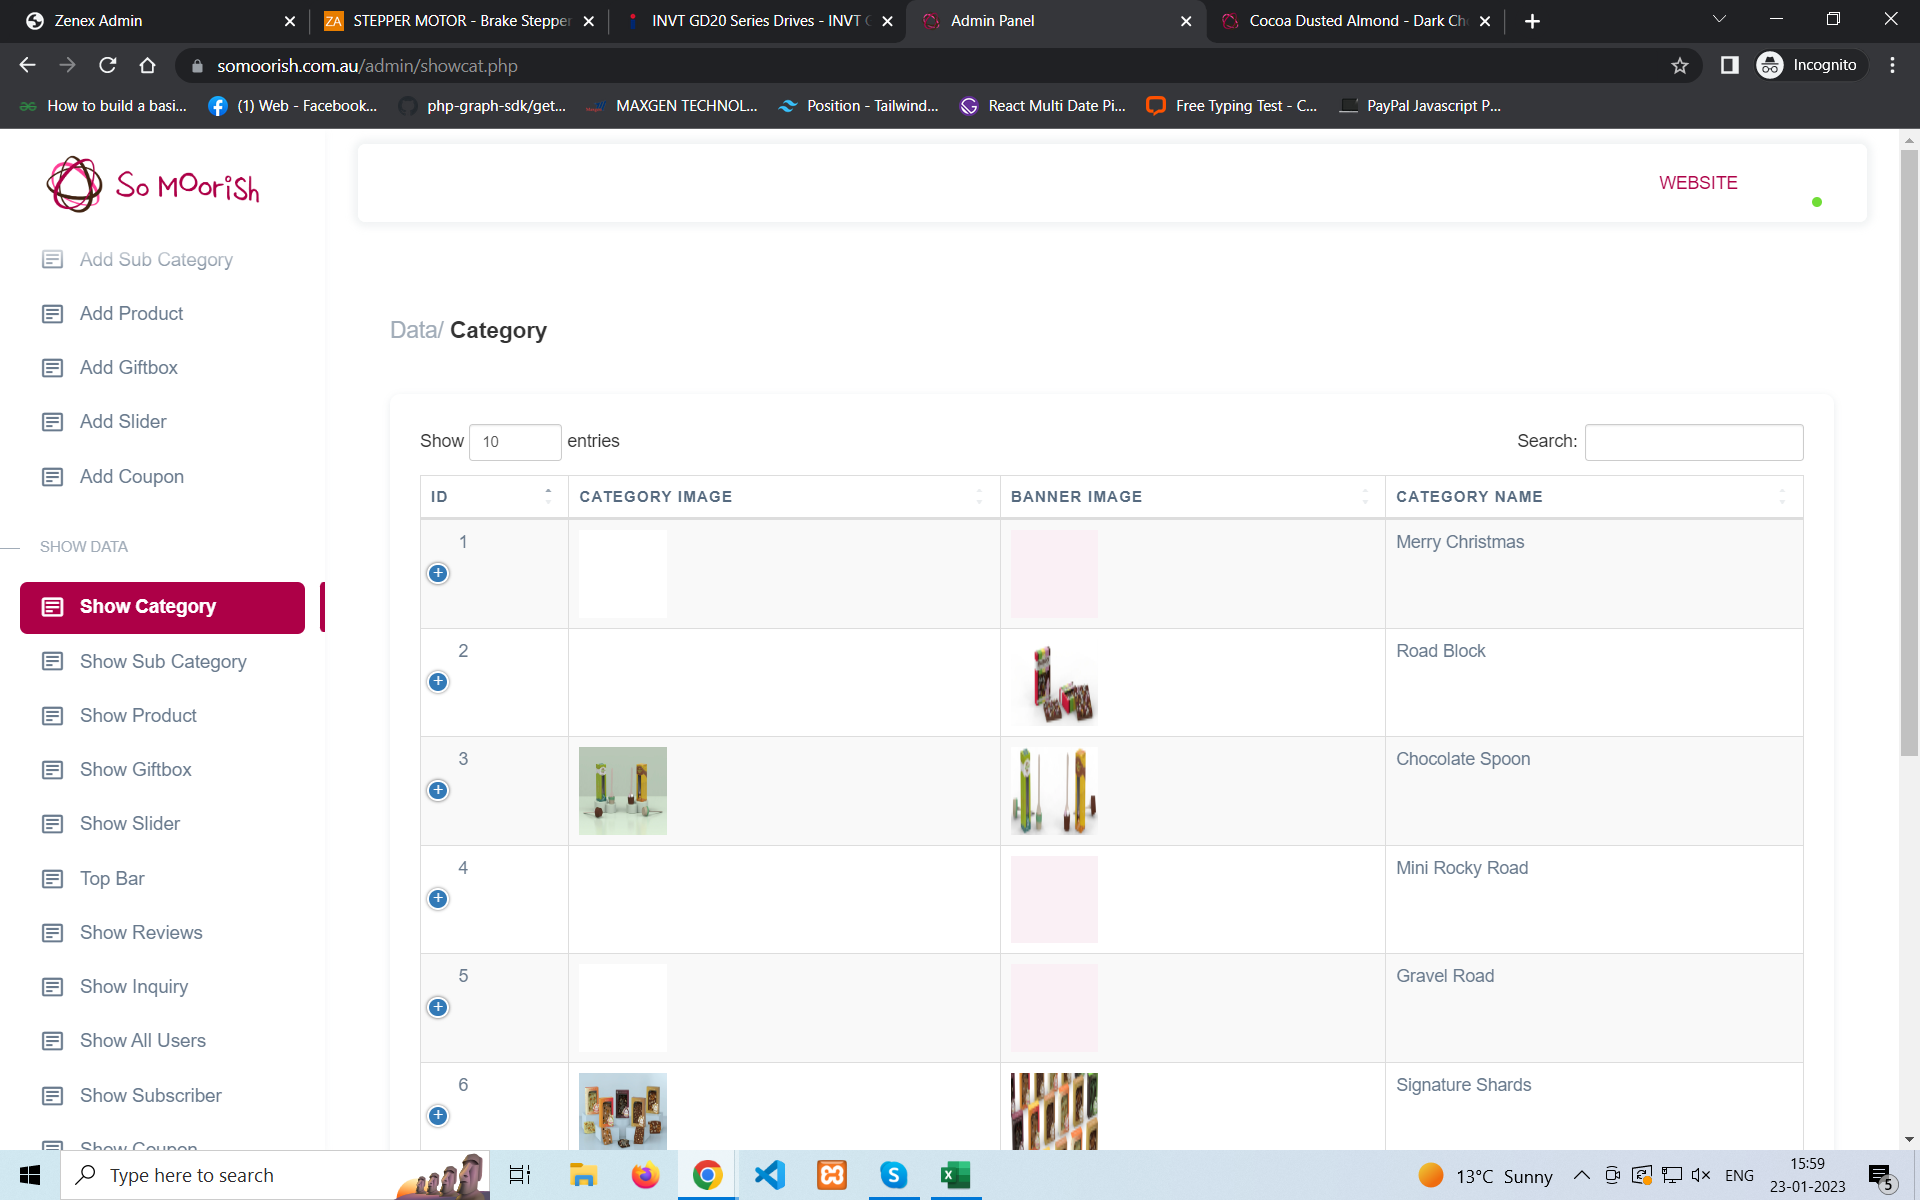 Zenex Admin
STEPPER MOTOR - Brake Stepper
INVT GD20 Series Drives - INVT G
Admin Panel
Cocoa Dusted Almond - Dark Ch
somoorish.com.au/admin/showcat.php
Incognito
How to build a basi...
(1) Web - Facebook...
php-graph-sdk/get...
MAXGEN TECHNOL...
Position - Tailwind...
React Multi Date Pi...
Free Typing Test - C...
PayPal Javascript P...
So MOoriSh
WEBSITE
Add Sub Category
Add Product
Add Giftbox
Add Slider
Add Coupon
SHOW DATA
Show Category
Show Sub Category
Show Product
Show Giftbox
Show Slider
Top Bar
Show Reviews
Show Inquiry
Show All Users
Show Subscriber
Show Coupon
Data/ Category
Show 10 entries
Search:
ID CATEGORY IMAGE BANNER IMAGE CATEGORY NAME
1 Merry Christmas
2 Road Block
3 Chocolate Spoon
4 Mini Rocky Road
5 Gravel Road
6 Signature Shards
Type here to search
13°C Sunny
ENG
15:59
23-01-2023
5